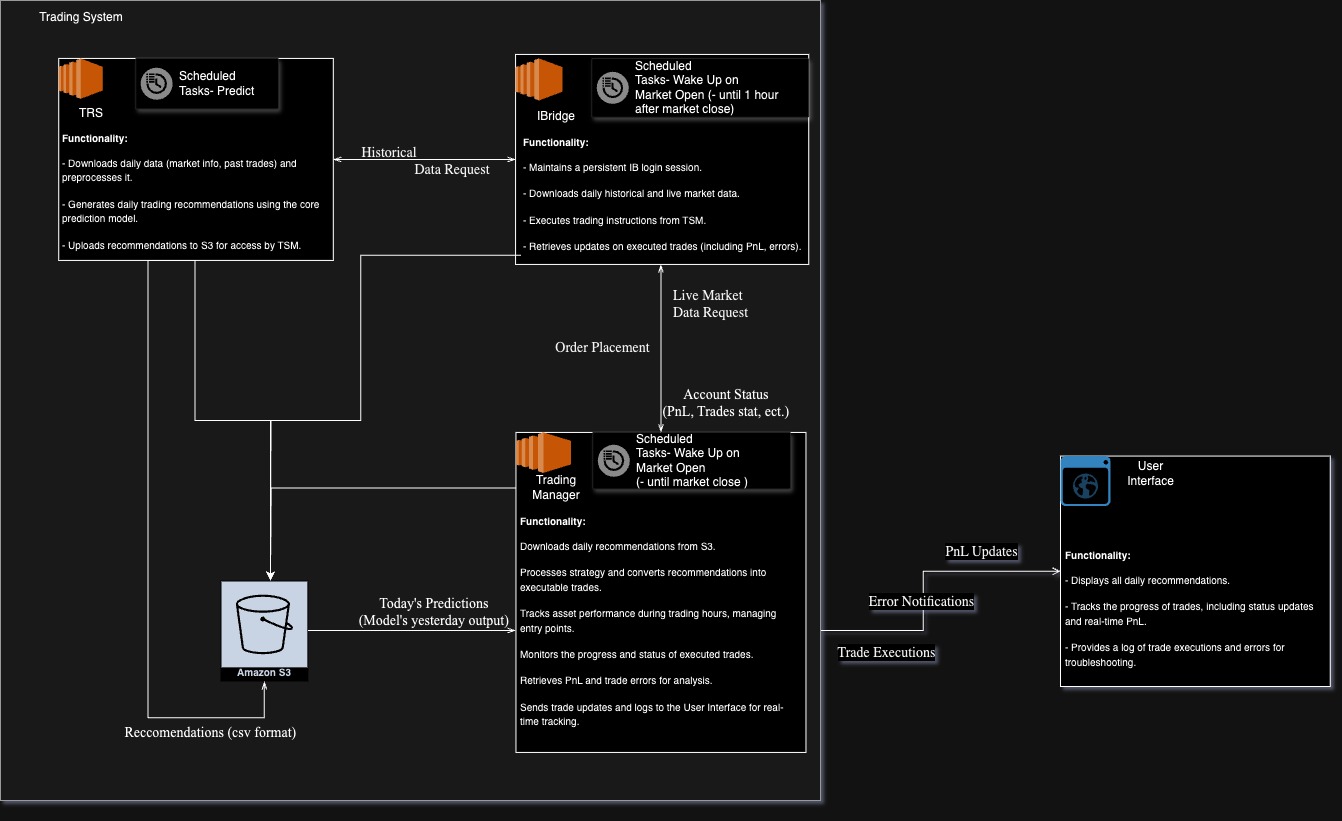 Trading System
TRS
Scheduled
Tasks- Predict
Functionality:
- Downloads daily data (market info, past trades) and
preprocesses it.
- Generates daily trading recommendations using the core
prediction model.
- Uploads recommendations to S3 for access by TSM.
Historical
Data Request
IBridge
Scheduled
Tasks- Wake Up on
Market Open (- until 1 hour
after market close)
Functionality:
- Maintains a persistent IB login session.
- Downloads daily historical and live market data.
- Executes trading instructions from TSM.
- Retrieves updates on executed trades (including PnL, errors).
Live Market
Data Request
Order Placement
Account Status
(PnL, Trades stat, ect.)
Trading
Manager
Scheduled
Tasks- Wake Up on
Market Open
(- until market close )
Functionality:
Downloads daily recommendations from S3.
Processes strategy and converts recommendations into
executable trades.
Tracks asset performance during trading hours, managing
entry points.
Monitors the progress and status of executed trades.
Retrieves PnL and trade errors for analysis.
Sends trade updates and logs to the User Interface for real-
time tracking.
Today's Predictions
(Model's yesterday output)
Amazon S3
Reccomendations (csv format)
PnL Updates
Error Notifications
Trade Executions
User
Interface
Functionality:
- Displays all daily recommendations.
- Tracks the progress of trades, including status updates
and real-time PnL.
- Provides a log of trade executions and errors for
troubleshooting.